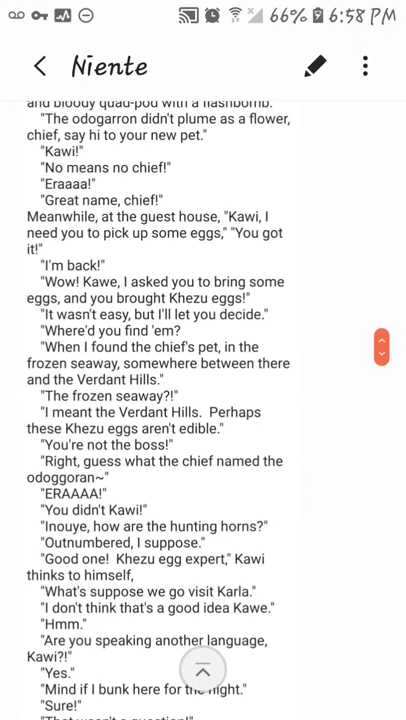 66% 6:58 PM
Niente
and bloody quad-pod with a flashbomb.
"The odogarron didn't plume as a flower,
chief, say hi to your new pet."
"Kawi!"
"No means no chief!"
"Eraaaa!"
"Great name, chief!"
Meanwhile, at the guest house, "Kawi, I
need you to pick up some eggs," "You got
it!"
"I'm back!"
"Wow! Kawe, I asked you to bring some
eggs, and you brought Khezu eggs!"
"It wasn't easy, but I'll let you decide."
"Where'd you find 'em?
"When I found the chief's pet, in the
frozen seaway, somewhere between there
and the Verdant Hills."
"The frozen seaway?!"
"I meant the Verdant Hills.  Perhaps
these Khezu eggs aren't edible."
"You're not the boss!"
"Right, guess what the chief named the
odoggoran~"
"ERAAAA!"
"You didn't Kawi!"
"Inouye, how are the hunting horns?"
"Outnumbered, I suppose."
"Good one!  Khezu egg expert," Kawi
thinks to himself,
"What's suppose we go visit Karla."
"I don't think that's a good idea Kawe."
"Hmm."
"Are you speaking another language,
Kawi?!"
"Yes."
"Mind if I bunk here for the night."
"Sure!"
"That wasn't a question!"